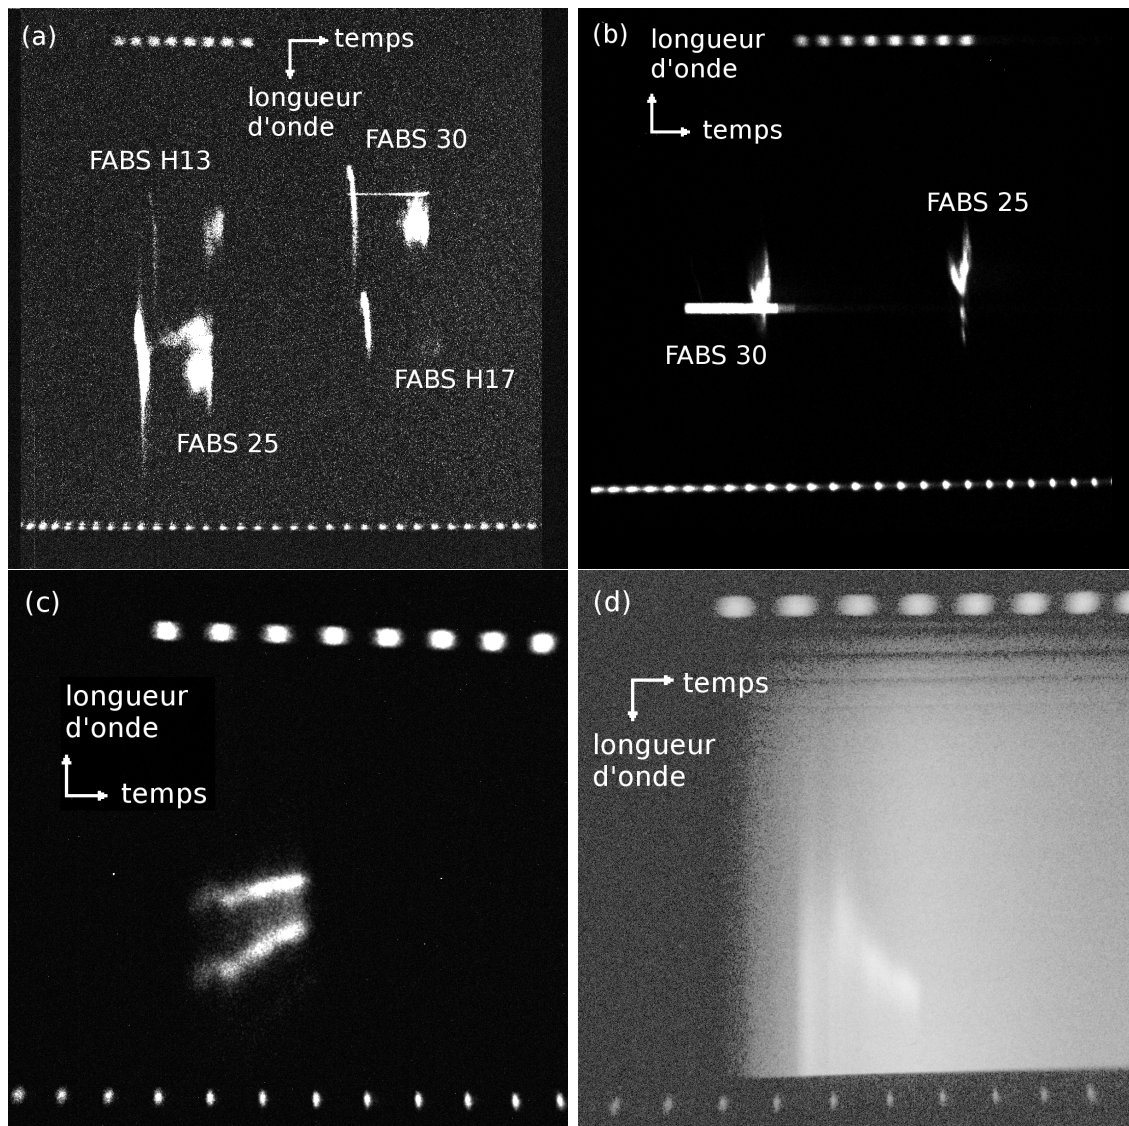 (a)
temps
longueur
d'onde
FABS H13
FABS 30
FABS H17
FABS 25
(b)
longueur
d'onde
temps
FABS 25
FABS 30
(c)
longueur
d'onde
temps
(d)
temps
longueur
d'onde